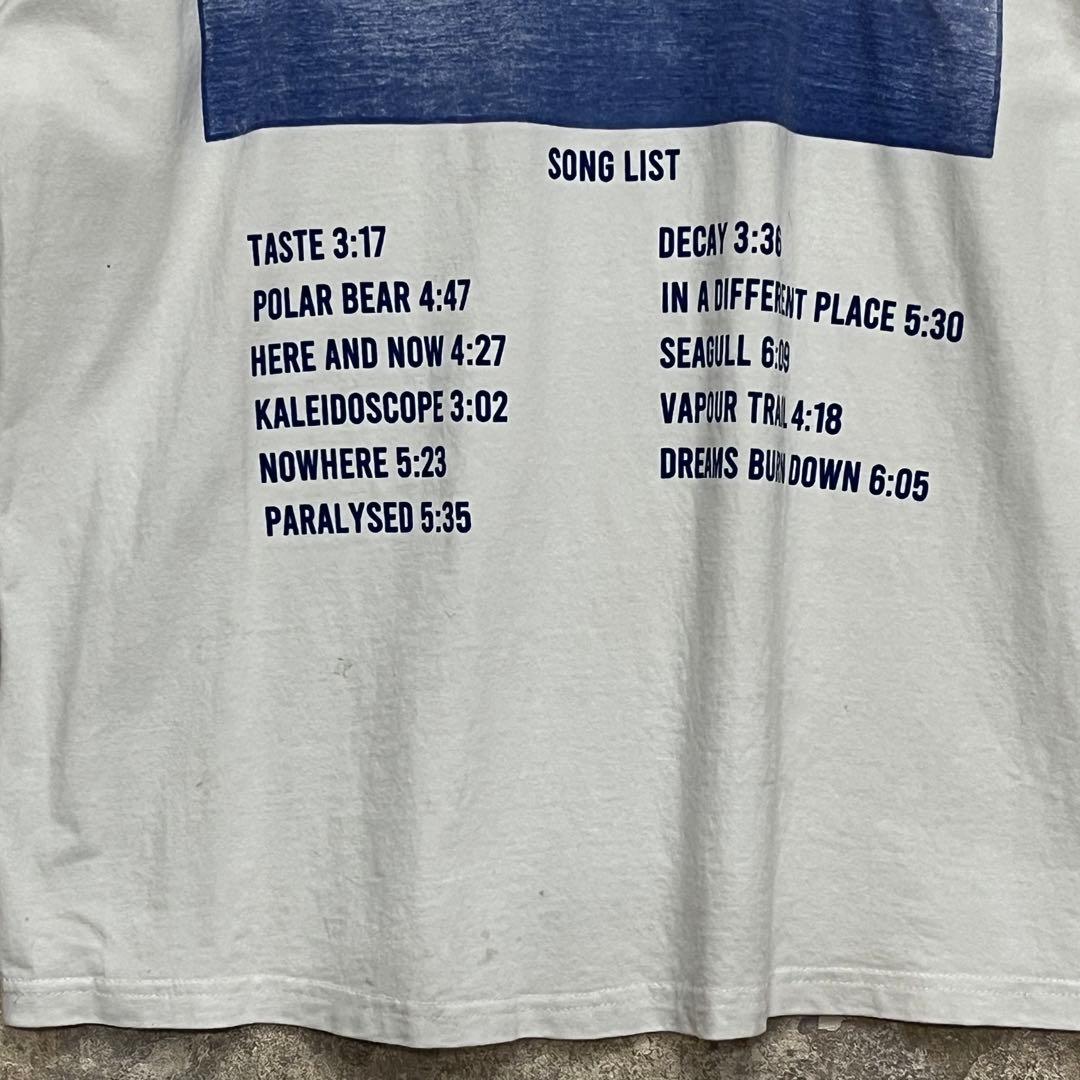 SONG LIST
TASTE 3:17
POLAR BEAR 4:47
HERE AND NOW 4:27
KALEIDOSCOPE 3:02
NOWHERE 5:23
PARALYSED 5:35
DECAY 3:36
IN A DIFFERENT PLACE 5:30
SEAGULL 6:09
VAPOUR TRAIL 4:18
DREAMS BURN DOWN 6:05